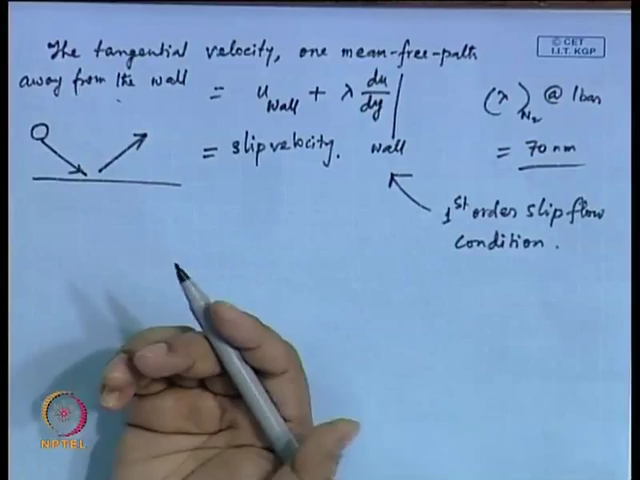 The tangential velocity, one mean-free-path
away from the wall = u wall + λ du/dy | wall
= slip velocity.
(λ)N₂ @ 1 bar
= 70 nm
1st order slip flow
condition.
© CET
I.I.T. KGP
NPTEL